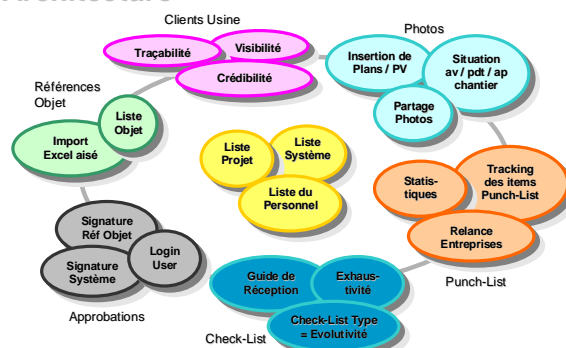 Architecture
Clients Usine
Traçabilité
Visibilité
Crédibilité
Photos
Insertion de
Plans / PV
Situation
av / pdt / ap
chantier
Partage
Photos
Références
Objet
Liste
Objet
Import
Excel aisé
Liste
Projet
Liste
Système
Liste du
Personnel
Statis-
tiques
Tracking
des items
Punch-List
Relance
Entreprises
Punch-List
Signature
Réf Objet
Login
User
Signature
Système
Approbations
Guide de
Réception
Exhaus-
tivité
Check-List Type
= Evolutivité
Check-List